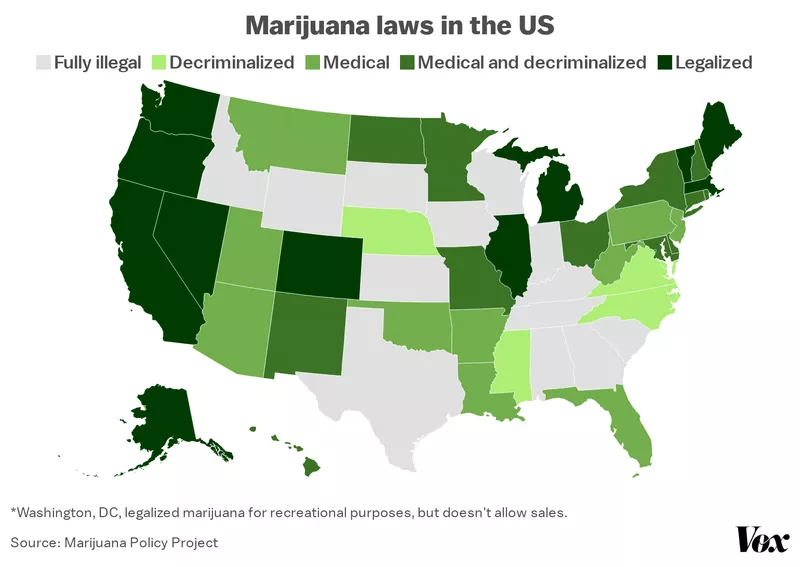 Marijuana laws in the US
Fully illegal Decriminalized Medical Medical and decriminalized Legalized
*Washington, DC, legalized marijuana for recreational purposes, but doesn't allow sales.
Source: Marijuana Policy Project
Vox